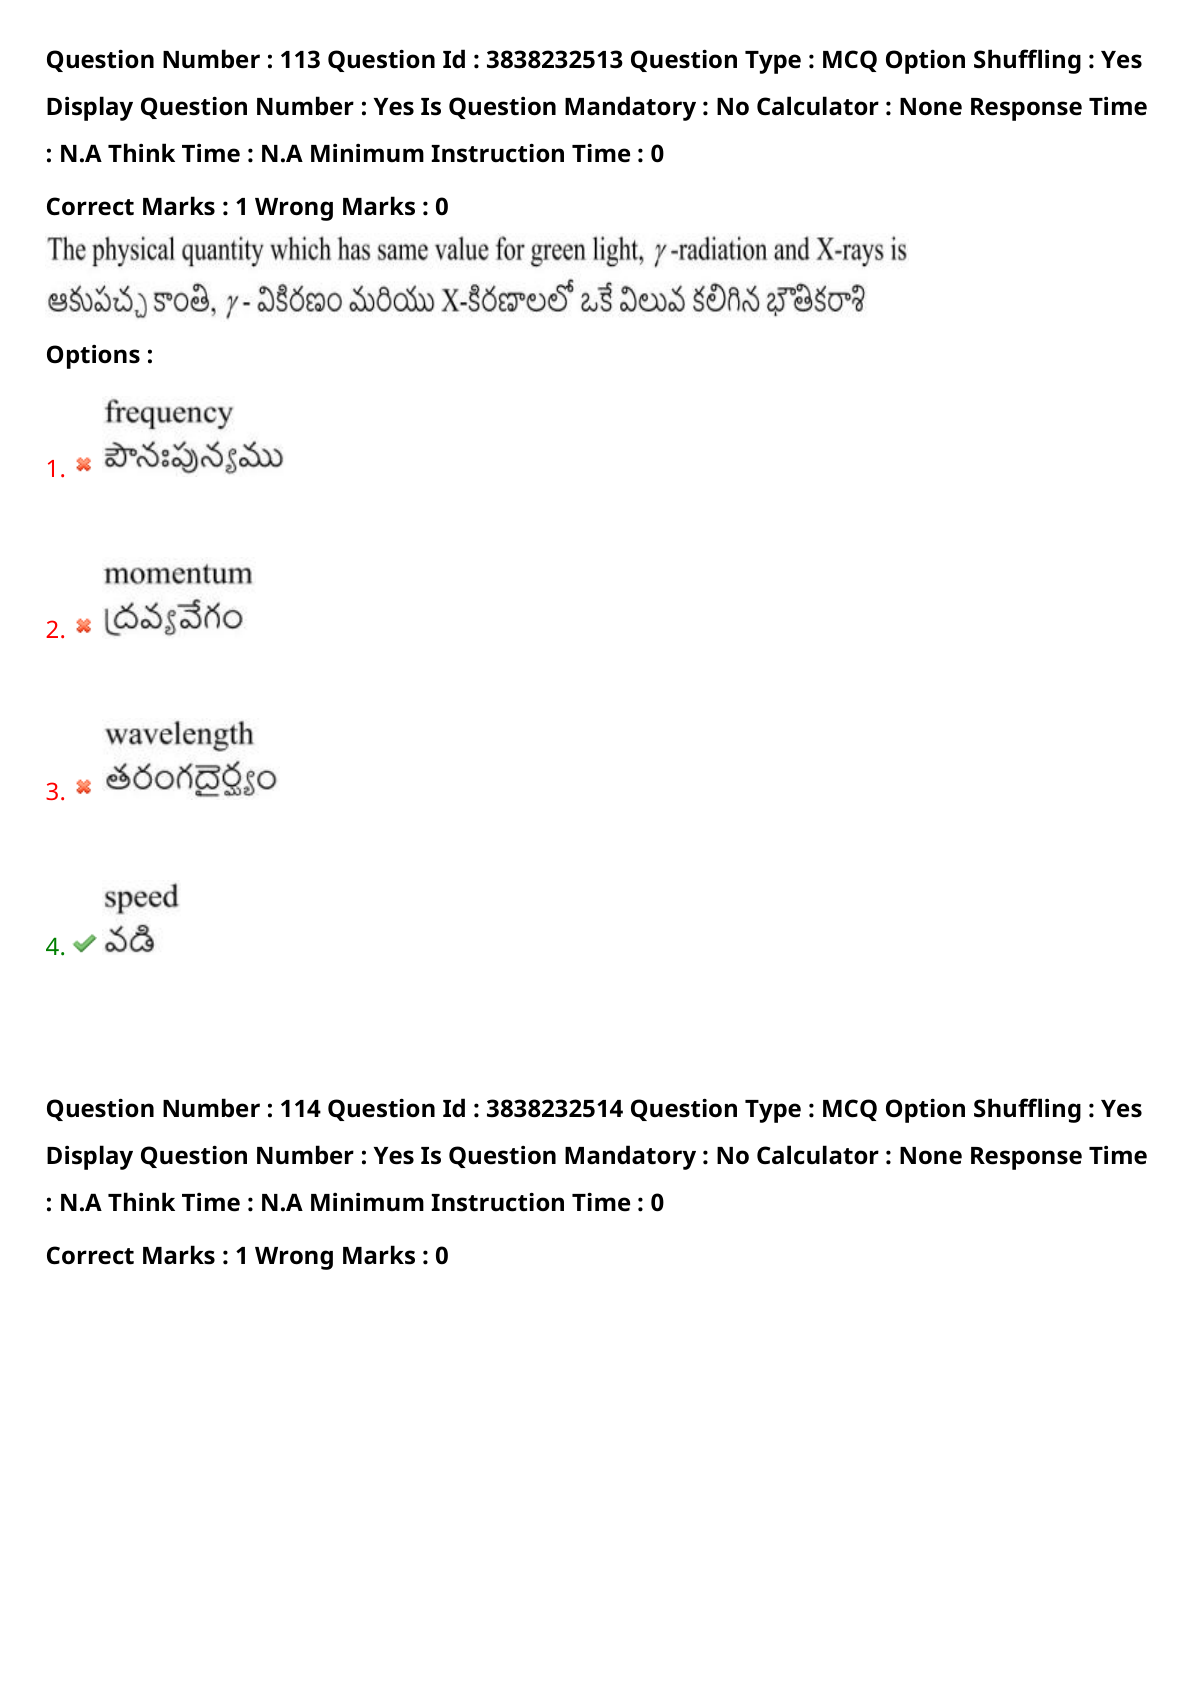 Question Number : 113 Question Id : 3838232513 Question Type : MCQ Option Shuffling : Yes
Display Question Number : Yes Is Question Mandatory : No Calculator : None Response Time
: N.A Think Time : N.A Minimum Instruction Time : 0
Correct Marks : 1 Wrong Marks : 0
The physical quantity which has same value for green light, γ -radiation and X-rays is
ఆకుపచ్చ కాంతి, γ - వికిరణం మరియు X-కిరణాలలో ఒకే విలువ కలిగిన భౌతికరాశి
Options :
frequency
1. పౌనఃపున్యము
momentum
2. ద్రవ్యవేగం
wavelength
3. తరంగదైర్ఘ్యం
speed
4. వడి
Question Number : 114 Question Id : 3838232514 Question Type : MCQ Option Shuffling : Yes
Display Question Number : Yes Is Question Mandatory : No Calculator : None Response Time
: N.A Think Time : N.A Minimum Instruction Time : 0
Correct Marks : 1 Wrong Marks : 0